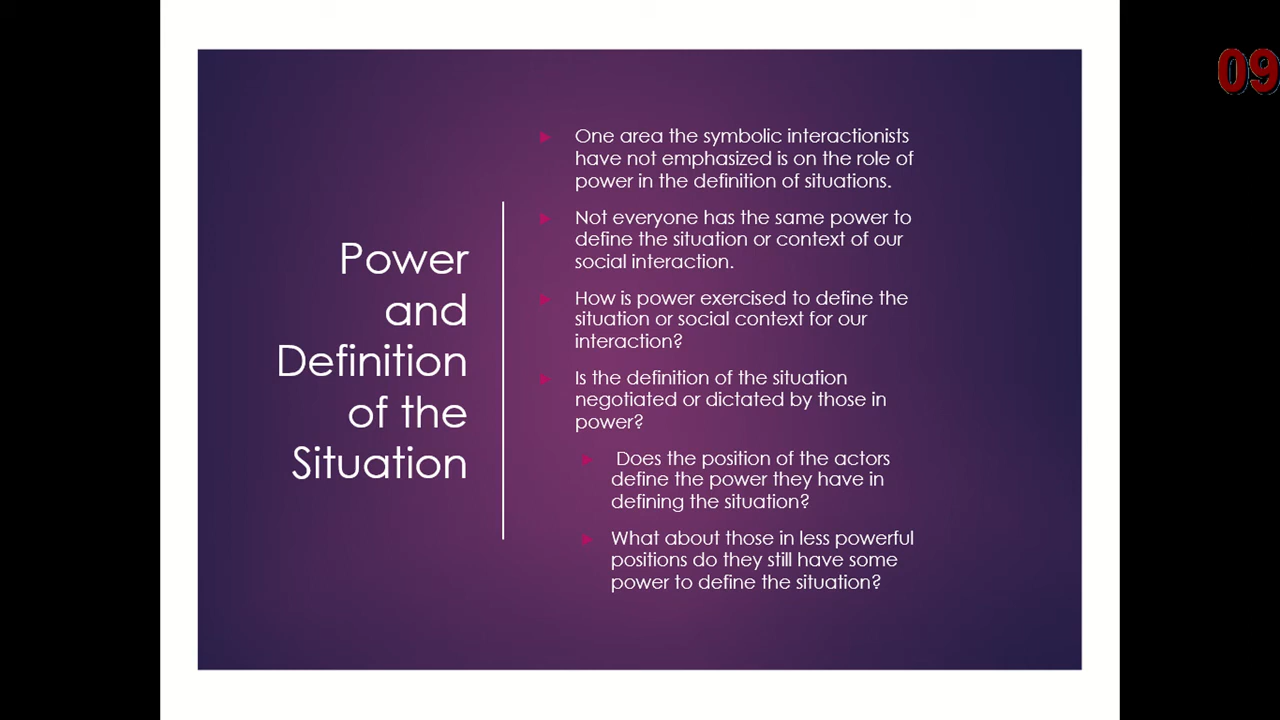 Power
and
Definition
of the
Situation
One area the symbolic interactionists
have not emphasized is on the role of
power in the definition of situations.
Not everyone has the same power to
define the situation or context of our
social interaction.
How is power exercised to define the
situation or social context for our
interaction?
Is the definition of the situation
negotiated or dictated by those in
power?
Does the position of the actors
define the power they have in
defining the situation?
What about those in less powerful
positions do they still have some
power to define the situation?
09